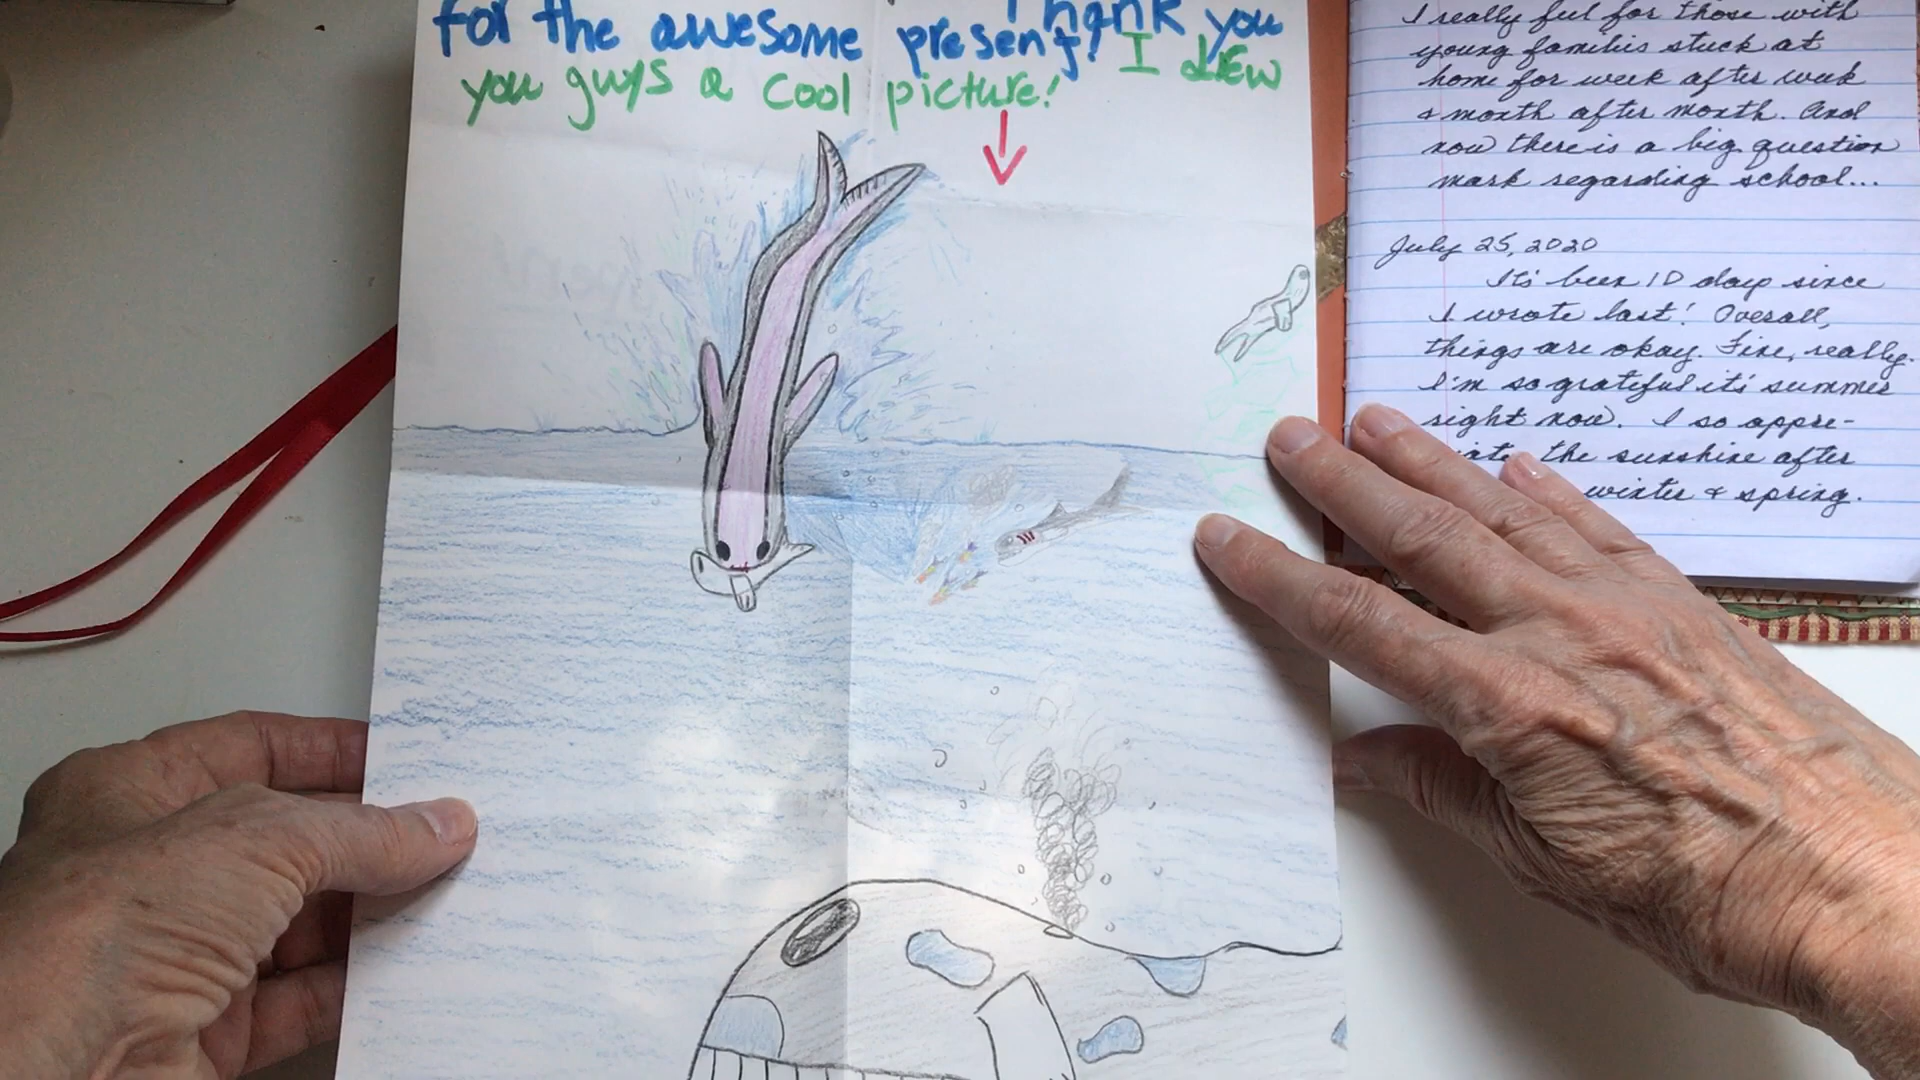 for the awesome present! Thank you
you guys a cool picture! I drew
I really feel for those with
young families stuck at
home for week after week
& month after month. And
now there is a big question
mark regarding school...
July 25, 2020
It's been 10 day since
I wrote last! Overall,
things are okay. Fine, really.
I'm so grateful it's summer
right now. I so appre-
the sunshine after
winter & spring.